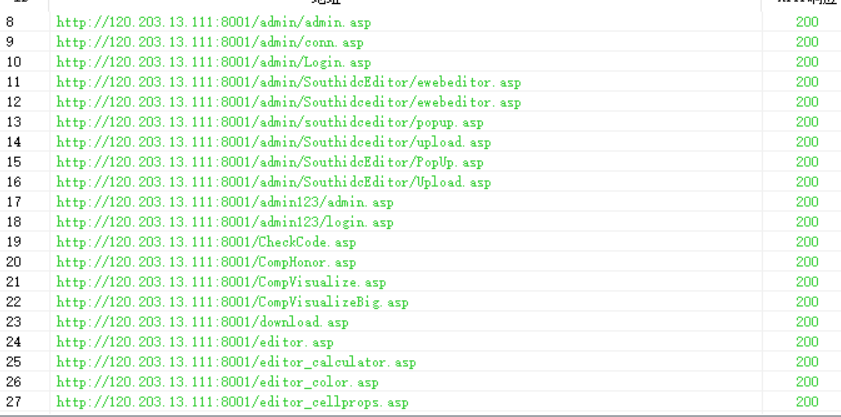 8 http://120.203.13.111:8001/admin/admin.asp 200
9 http://120.203.13.111:8001/admin/conn.asp 200
10 http://120.203.13.111:8001/admin/Login.asp 200
11 http://120.203.13.111:8001/admin/SouthidcEditor/ewebeditor.asp 200
12 http://120.203.13.111:8001/admin/southidceditor/ewebeditor.asp 200
13 http://120.203.13.111:8001/admin/southidceditor/popup.asp 200
14 http://120.203.13.111:8001/admin/southidceditor/upload.asp 200
15 http://120.203.13.111:8001/admin/SouthidcEditor/PopUp.asp 200
16 http://120.203.13.111:8001/admin/SouthidcEditor/Upload.asp 200
17 http://120.203.13.111:8001/admin123/admin.asp 200
18 http://120.203.13.111:8001/admin123/login.asp 200
19 http://120.203.13.111:8001/CheckCode.asp 200
20 http://120.203.13.111:8001/CompHonor.asp 200
21 http://120.203.13.111:8001/CompVisualize.asp 200
22 http://120.203.13.111:8001/CompVisualizeBig.asp 200
23 http://120.203.13.111:8001/download.asp 200
24 http://120.203.13.111:8001/editor.asp 200
25 http://120.203.13.111:8001/editor_calculator.asp 200
26 http://120.203.13.111:8001/editor_color.asp 200
27 http://120.203.13.111:8001/editor_cellprops.asp 200